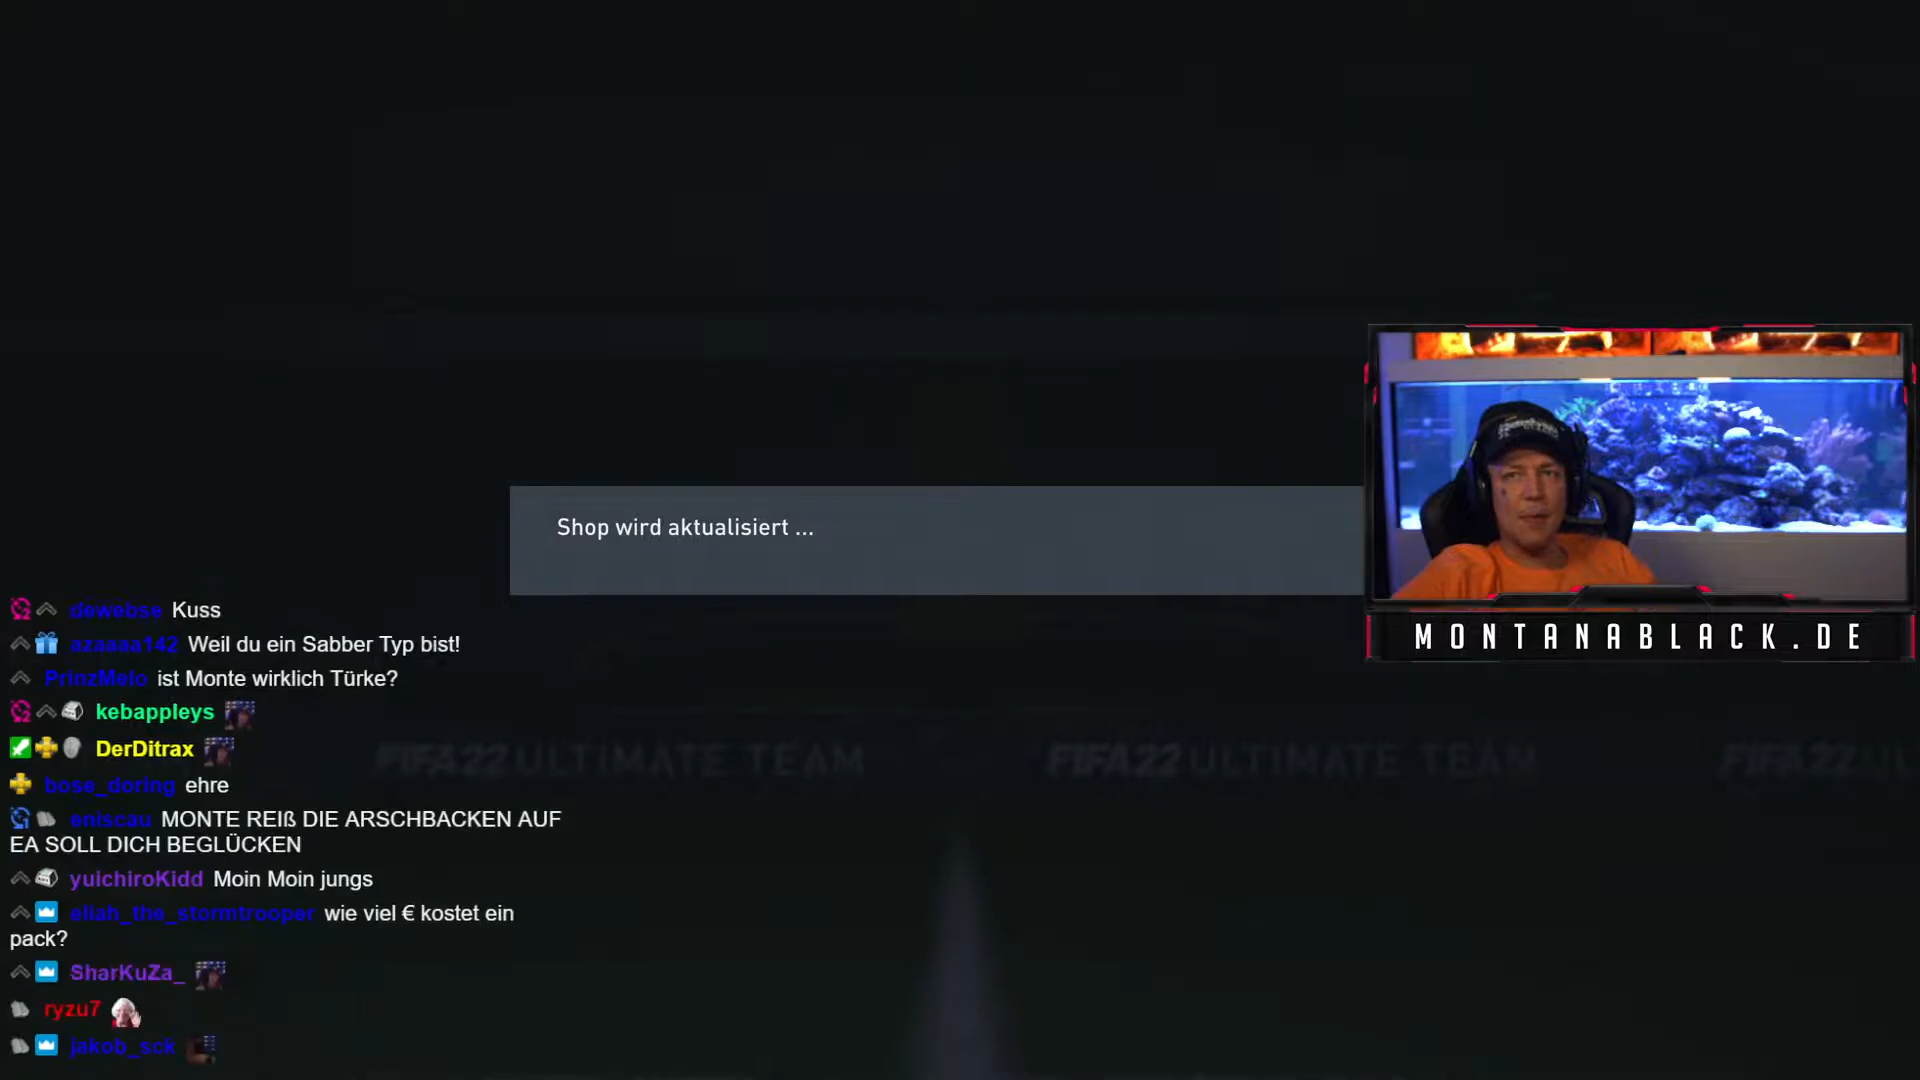 Shop wird aktualisiert ...
MONTANABLACK.DE
dewebse Kuss
azaaaa142 Weil du ein Sabber Typ bist!
PrinzMelo ist Monte wirklich Türke?
kebappleys
DerDitrax
bose_doring ehre
eniscau MONTE REIß DIE ARSCHBACKEN AUF
EA SOLL DICH BEGLÜCKEN
yuichiroKidd Moin Moin jungs
eliah_the_stormtrooper wie viel € kostet ein
pack?
SharKuZa_
ryzu7
jakob_sck
FIFA22 ULTIMATE TEAM FIFA22 ULTIMATE TEAM FIFA22 UL